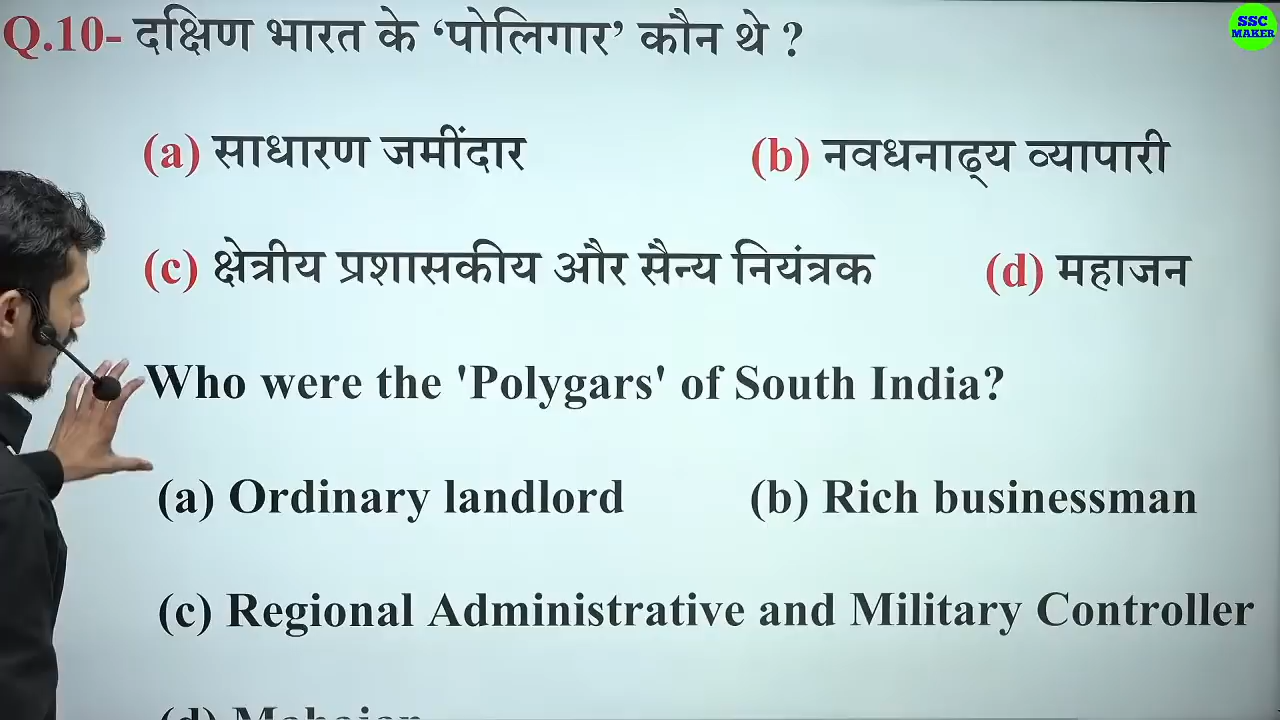 Q.10- दक्षिण भारत के ‘पोलिगार’ कौन थे ?
SSC
MAKER
(a) साधारण जमींदार (b) नवधनाढ्य व्यापारी
(c) क्षेत्रीय प्रशासकीय और सैन्य नियंत्रक (d) महाजन
Who were the 'Polygars' of South India?
(a) Ordinary landlord (b) Rich businessman
(c) Regional Administrative and Military Controller
(d) Mahajan